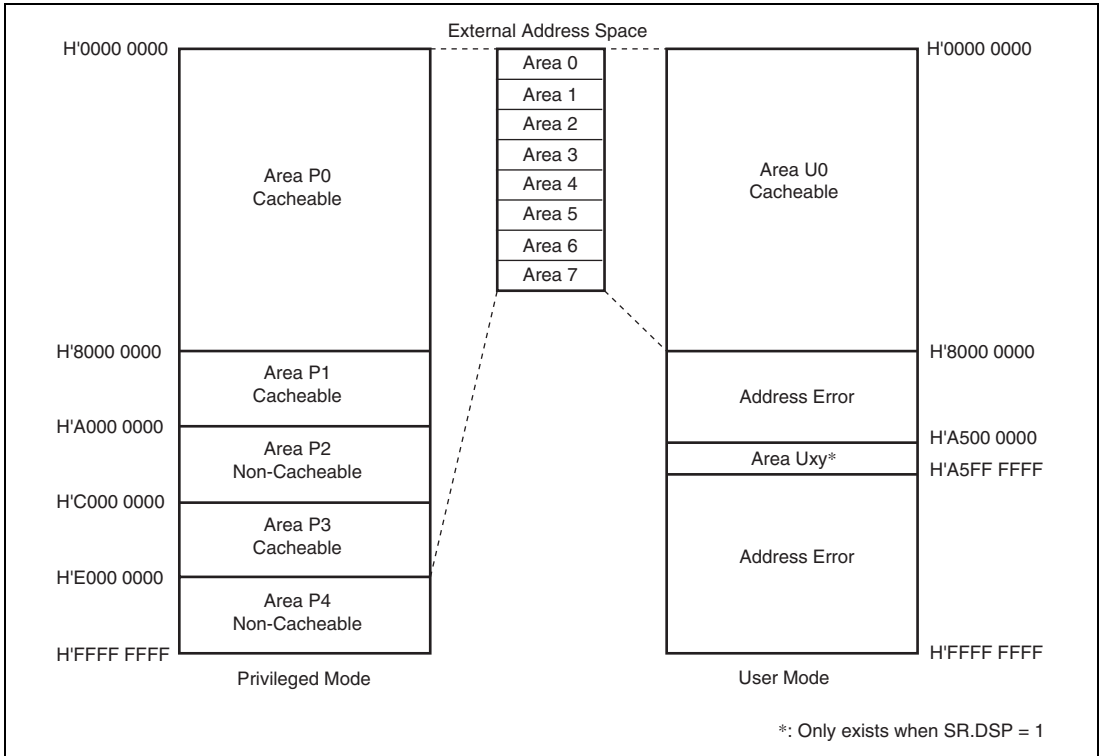 External Address Space
H'0000 0000
H'0000 0000
Area 0
Area 1
Area 2
Area 3
Area 4
Area 5
Area 6
Area 7
Area P0
Cacheable
Area U0
Cacheable
H'8000 0000
H'8000 0000
Area P1
Cacheable
Address Error
H'A000 0000
H'A500 0000
Area P2
Non-Cacheable
Area Uxy*
H'A5FF FFFF
H'C000 0000
Area P3
Cacheable
Address Error
H'E000 0000
Area P4
Non-Cacheable
H'FFFF FFFF
H'FFFF FFFF
Privileged Mode
User Mode
*: Only exists when SR.DSP = 1